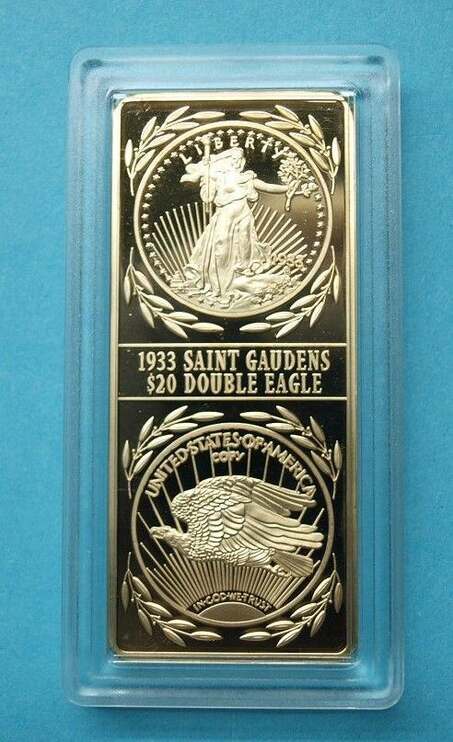 LIBERTY
1933
1933 SAINT GAUDENS
$20 DOUBLE EAGLE
UNITED·STATES·OF·AMERICA
COPY
IN·GOD·WE·TRUST